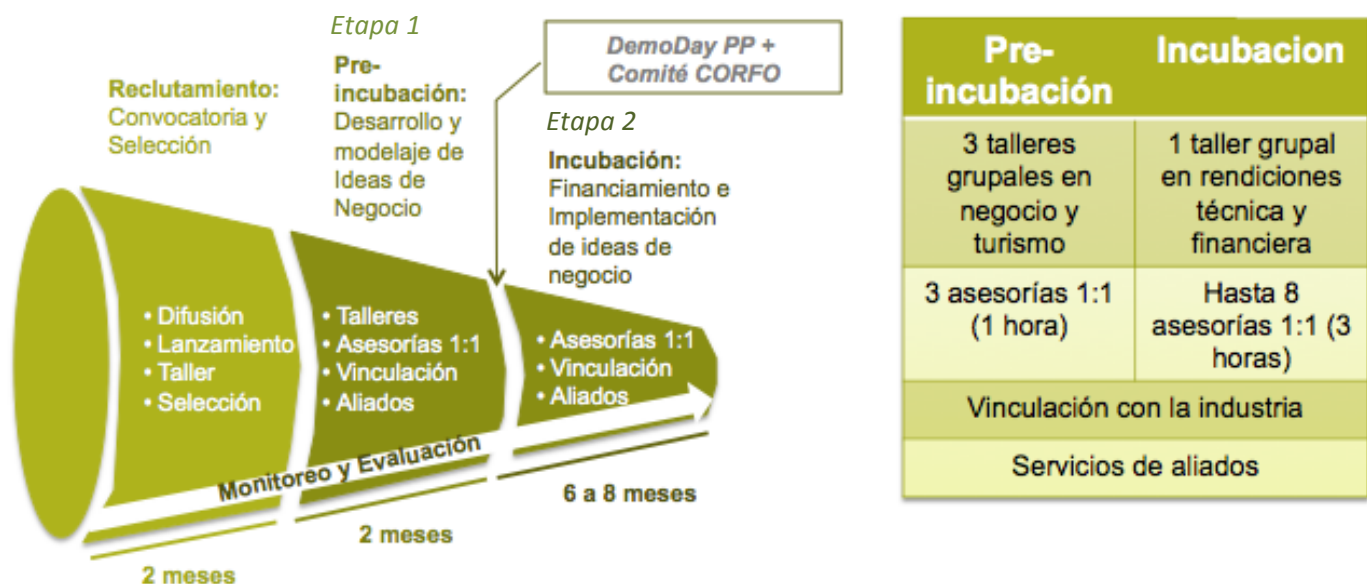 Etapa 1
Reclutamiento:
Convocatoria y
Selección
Pre-
incubación:
Desarrollo y
modelaje de
Ideas de
Negocio
DemoDay PP +
Comité CORFO
Etapa 2
Incubación:
Financiamiento e
Implementación
de ideas de
negocio
• Difusión
• Lanzamiento
• Taller
• Selección
• Talleres
• Asesorías 1:1
• Vinculación
• Aliados
• Asesorías 1:1
• Vinculación
• Aliados
Monitoreo y Evaluación
2 meses
2 meses
6 a 8 meses
Pre-
incubación
Incubacion
3 talleres
grupales en
negocio y
turismo
1 taller grupal
en rendiciones
técnica y
financiera
3 asesorías 1:1
(1 hora)
Hasta 8
asesorías 1:1 (3
horas)
Vinculación con la industria
Servicios de aliados